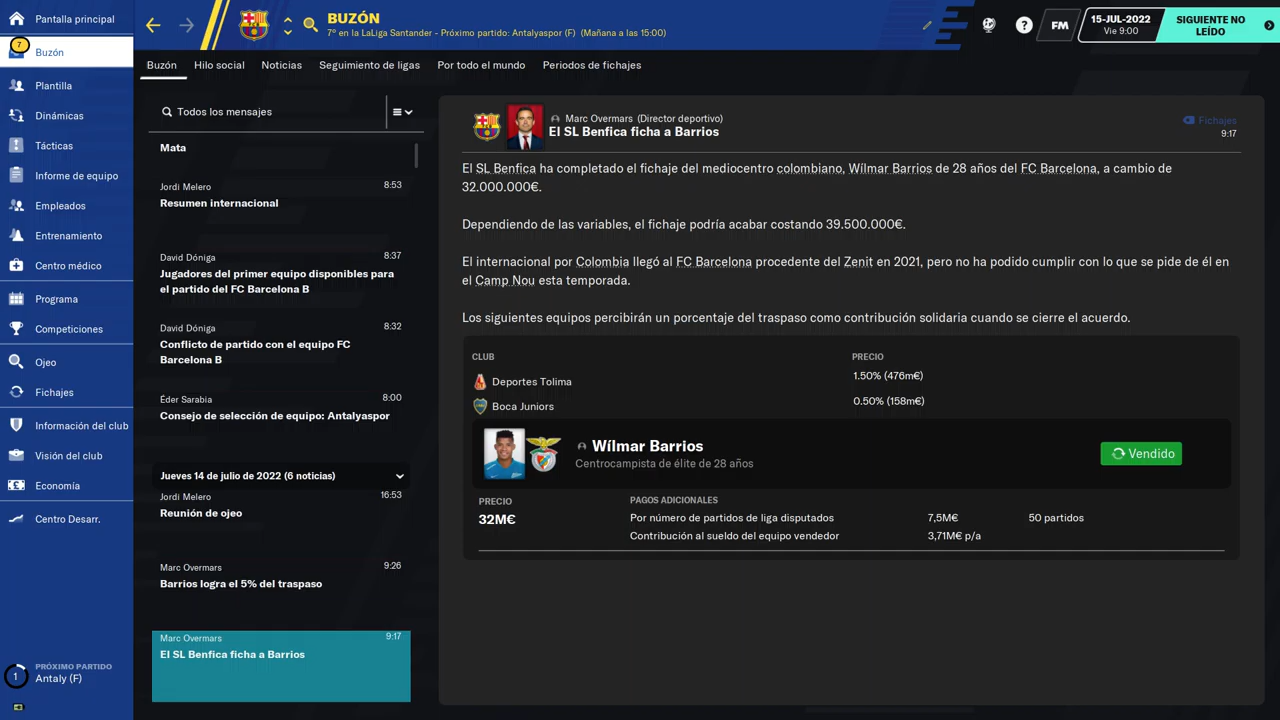 Pantalla principal
7
Buzón
Plantilla
Dinámicas
Tácticas
Informe de equipo
Empleados
Entrenamiento
Centro médico
Programa
Competiciones
Ojeo
Fichajes
Información del club
Visión del club
Economía
Centro Desarr.
1
PRÓXIMO PARTIDO
Antaly (F)
BUZÓN
7º en la LaLiga Santander - Próximo partido: Antalyaspor (F) (Mañana a las 15:00)
?
FM
15-JUL-2022
Vie 9:00
SIGUIENTE NO
LEÍDO
Buzón
Hilo social
Noticias
Seguimiento de ligas
Por todo el mundo
Periodos de fichajes
Todos los mensajes
Mata
Jordi Melero 8:53
Resumen internacional
David Dóniga 8:37
Jugadores del primer equipo disponibles para
el partido del FC Barcelona B
David Dóniga 8:32
Conflicto de partido con el equipo FC
Barcelona B
Éder Sarabia 8:00
Consejo de selección de equipo: Antalyaspor
Jueves 14 de julio de 2022 (6 noticias)
Jordi Melero 16:53
Reunión de ojeo
Marc Overmars 9:26
Barrios logra el 5% del traspaso
Marc Overmars 9:17
El SL Benfica ficha a Barrios
Marc Overmars (Director deportivo)
El SL Benfica ficha a Barrios
Fichajes
9:17
El SL Benfica ha completado el fichaje del mediocentro colombiano, Wílmar Barrios de 28 años del FC Barcelona, a cambio de
32.000.000€.
Dependiendo de las variables, el fichaje podría acabar costando 39.500.000€.
El internacional por Colombia llegó al FC Barcelona procedente del Zenit en 2021, pero no ha podido cumplir con lo que se pide de él en
el Camp Nou esta temporada.
Los siguientes equipos percibirán un porcentaje del traspaso como contribución solidaria cuando se cierre el acuerdo.
CLUB PRECIO
Deportes Tolima 1.50% (476m€)
Boca Juniors 0.50% (158m€)
Wílmar Barrios
Centrocampista de élite de 28 años
Vendido
PRECIO
32M€
PAGOS ADICIONALES
Por número de partidos de liga disputados 7,5M€ 50 partidos
Contribución al sueldo del equipo vendedor 3,71M€ p/a